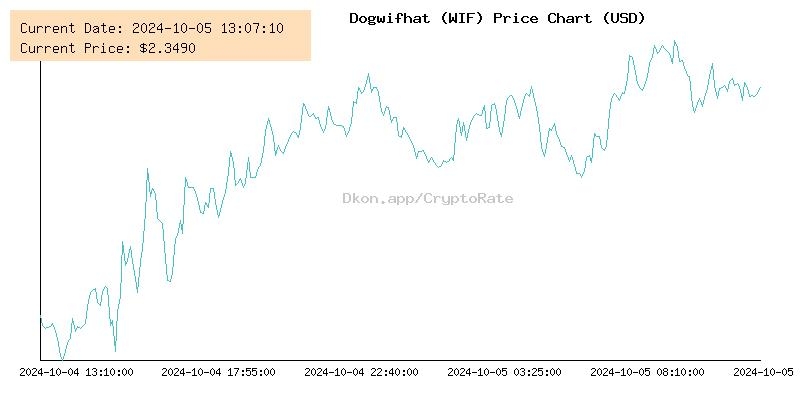 Dogwifhat (WIF) Price Chart (USD)
Current Date: 2024-10-05 13:07:10
Current Price: $2.3490
Dkon.app/CryptoRate
2024-10-04 13:10:00 2024-10-04 17:55:00 2024-10-04 22:40:00 2024-10-05 03:25:00 2024-10-05 08:10:00 2024-10-05